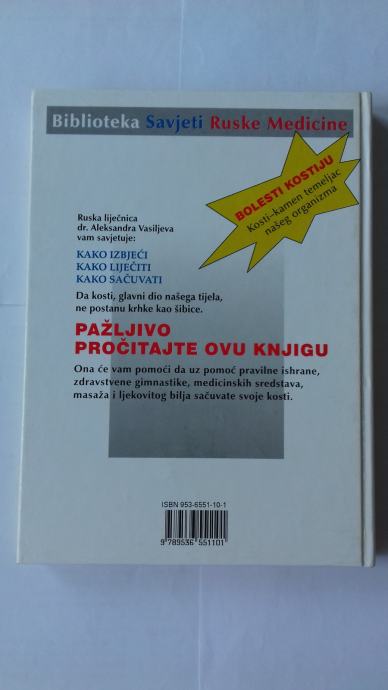 Biblioteka Savjeti Ruske Medicine
BOLESTI KOSTIJU
Kosti-kamen temeljac
našeg organizma
Ruska liječnica
dr. Aleksandra Vasiljeva
vam savjetuje:
KAKO IZBJEĆI
KAKO LIJEČITI
KAKO SAČUVATI
Da kosti, glavni dio našega tijela,
ne postanu krhke kao šibice.
PAŽLJIVO
PROČITAJTE OVU KNJIGU
Ona će vam pomoći da uz pomoć pravilne ishrane,
zdravstvene gimnastike, medicinskih sredstava,
masaža i ljekovitog bilja sačuvate svoje kosti.
ISBN 953-6551-10-1
9 789536 551101